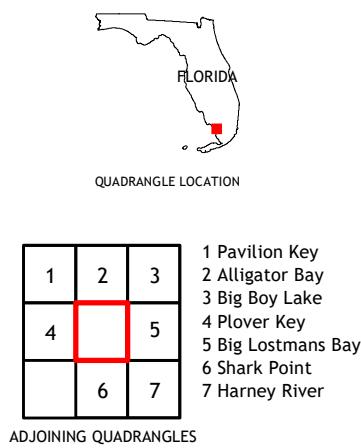 FLORIDA
QUADRANGLE LOCATION
1 2 3
4 5
6 7
1 Pavilion Key
2 Alligator Bay
3 Big Boy Lake
4 Plover Key
5 Big Lostmans Bay
6 Shark Point
7 Harney River
ADJOINING QUADRANGLES